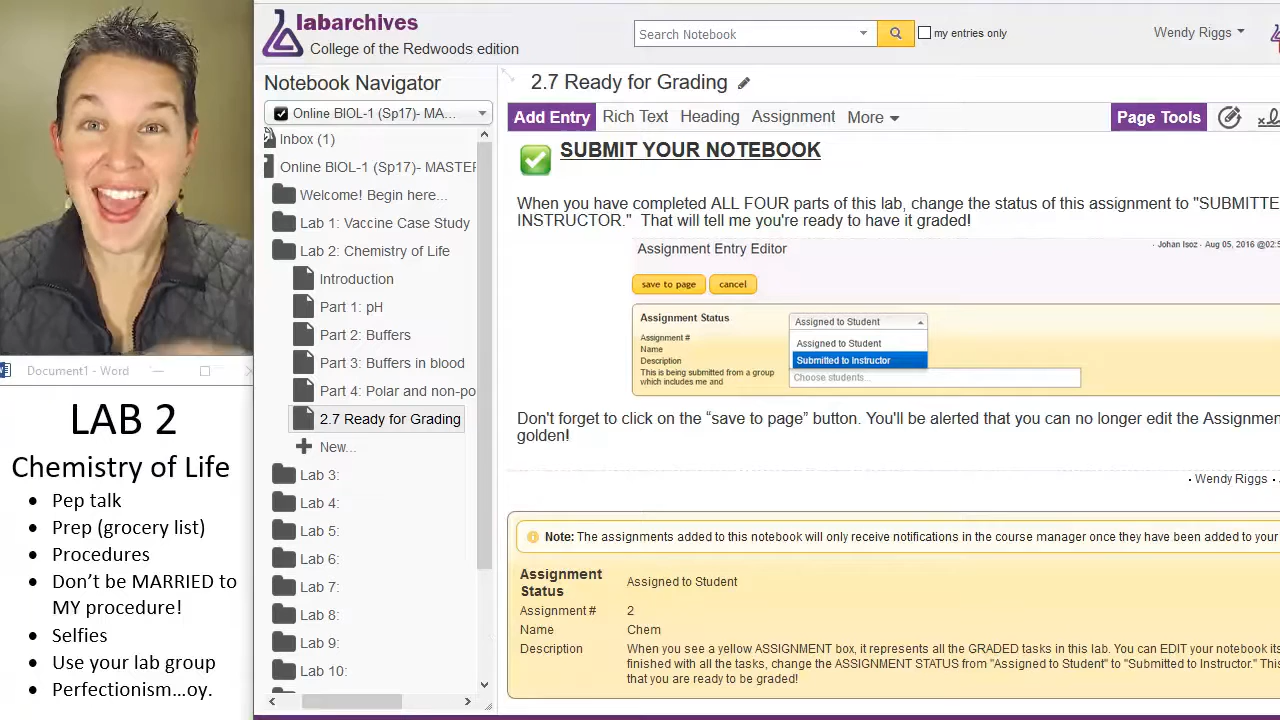 labarchives
College of the Redwoods edition
Search Notebook
my entries only
Wendy Riggs
Notebook Navigator
2.7 Ready for Grading
Online BIOL-1 (Sp17)- MA...
Add Entry Rich Text Heading Assignment More Page Tools
Inbox (1)
Online BIOL-1 (Sp17)- MASTER
Welcome! Begin here...
Lab 1: Vaccine Case Study
Lab 2: Chemistry of Life
Introduction
Part 1: pH
Part 2: Buffers
Part 3: Buffers in blood
Part 4: Polar and non-po
2.7 Ready for Grading
New...
Lab 3:
Lab 4:
Lab 5:
Lab 6:
Lab 7:
Lab 8:
Lab 9:
Lab 10:
SUBMIT YOUR NOTEBOOK
When you have completed ALL FOUR parts of this lab, change the status of this assignment to "SUBMITTE
INSTRUCTOR." That will tell me you're ready to have it graded!
Assignment Entry Editor
· Johan Isoz · Aug 05, 2016 @02:5
save to page cancel
Assignment Status Assigned to Student
Assigned to Student
Submitted to Instructor
Assignment #
Name
Description
This is being submitted from a group
which includes me and
Choose students...
Don't forget to click on the “save to page” button. You'll be alerted that you can no longer edit the Assignme
golden!
· Wendy Riggs ·
Note: The assignments added to this notebook will only receive notifications in the course manager once they have been added to your
Assignment
Status
Assigned to Student
Assignment # 2
Name Chem
Description When you see a yellow ASSIGNMENT box, it represents all the GRADED tasks in this lab. You can EDIT your notebook its
finished with all the tasks, change the ASSIGNMENT STATUS from "Assigned to Student" to "Submitted to Instructor." This
that you are ready to be graded!
Document1 - Word
LAB 2
Chemistry of Life
• Pep talk
• Prep (grocery list)
• Procedures
• Don’t be MARRIED to
MY procedure!
• Selfies
• Use your lab group
• Perfectionism...oy.